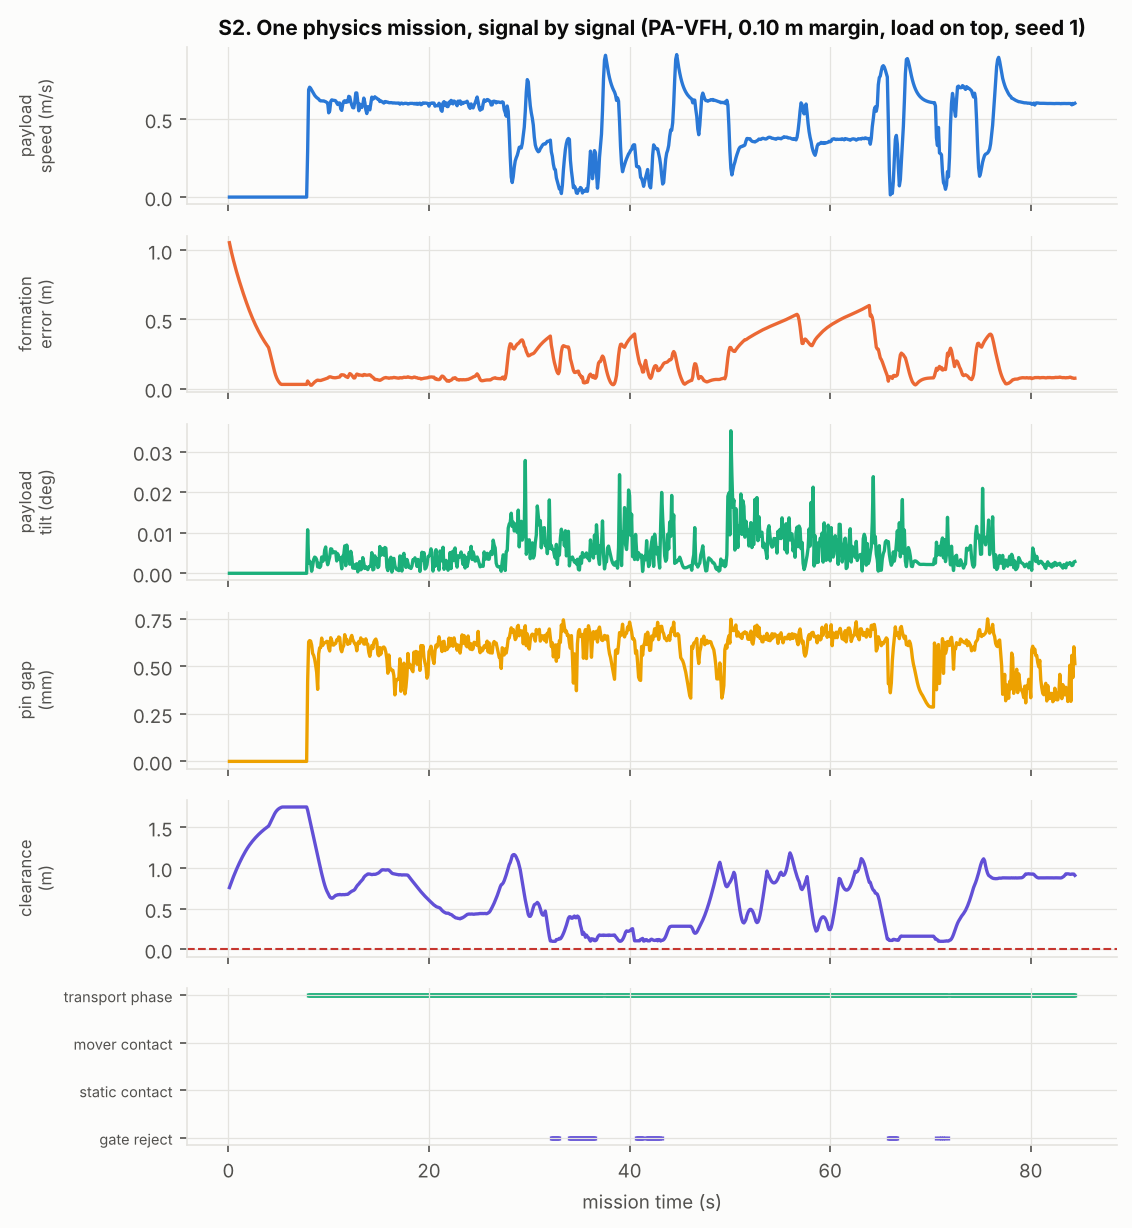 S2. One physics mission, signal by signal (PA-VFH, 0.10 m margin, load on top, seed 1)
payload
speed (m/s)
0.5
0.0
formation
error (m)
1.0
0.5
0.0
payload
tilt (deg)
0.03
0.02
0.01
0.00
pin gap
(mm)
0.75
0.50
0.25
0.00
clearance
(m)
1.5
1.0
0.5
0.0
transport phase
mover contact
static contact
gate reject
0 20 40 60 80
mission time (s)